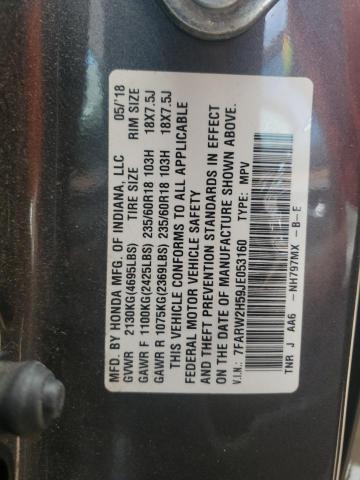 MFD. BY HONDA MFG. OF INDIANA, LLC 05/'18
GVWR 2130KG(4695LBS) TIRE SIZE RIM SIZE
GAWR F 1100KG(2425LBS) 235/60R18 103H 18X7.5J
GAWR R 1075KG(2369LBS) 235/60R18 103H 18X7.5J
THIS VEHICLE CONFORMS TO ALL APPLICABLE
FEDERAL MOTOR VEHICLE SAFETY
AND THEFT PREVENTION STANDARDS IN EFFECT
ON THE DATE OF MANUFACTURE SHOWN ABOVE.
V.I.N.: 7FARW2H59JE053160 TYPE: MPV
TNR J AA6 -NH797MX -B-E